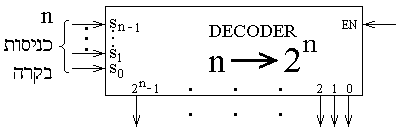 n
כניסות
בקרה
S_{n-1}
S_1
S_0
DECODER
n → 2^n
EN
2^{n-1} 2 1 0